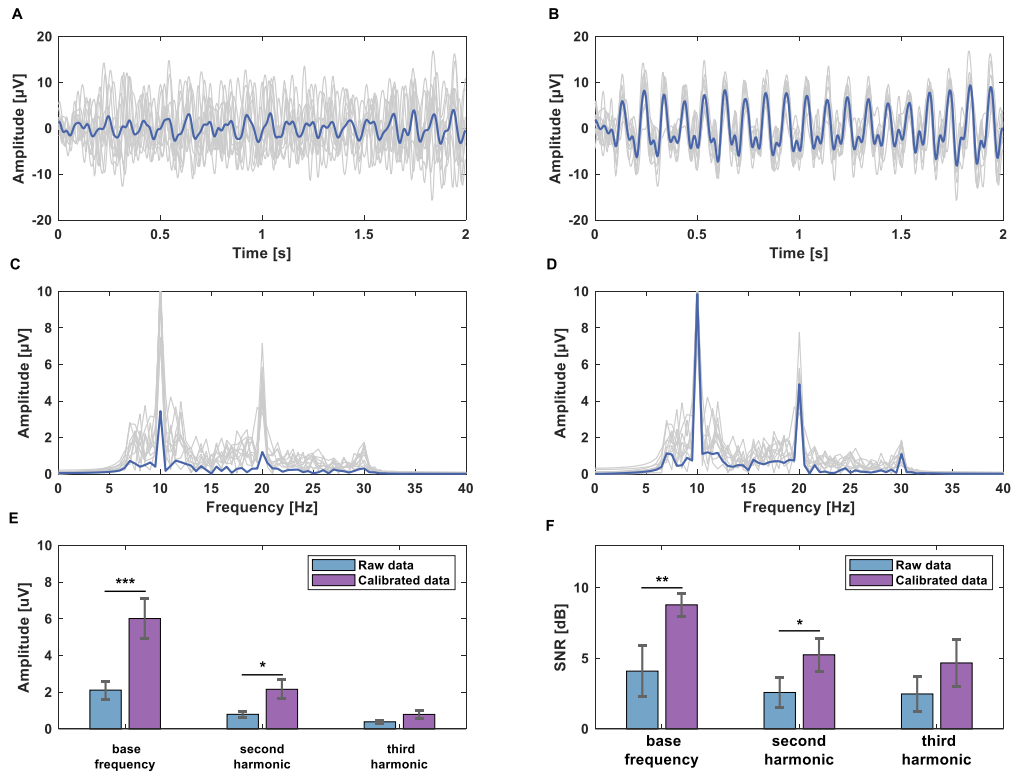 A
B
20
10
0
-10
-20
Amplitude [µV]
0
0.5
1
1.5
2
Time [s]
20
10
0
-10
-20
Amplitude [µV]
0
0.5
1
1.5
2
Time [s]
C
D
10
8
6
4
2
0
Amplitude [µV]
0
5
10
15
20
25
30
35
40
Frequency [Hz]
10
8
6
4
2
0
Amplitude [µV]
0
5
10
15
20
25
30
35
40
Frequency [Hz]
E
F
10
8
6
4
2
0
Amplitude [uV]
Raw data
Calibrated data
***
*
base
frequency
second
harmonic
third
harmonic
10
5
0
SNR [dB]
Raw data
Calibrated data
**
*
base
frequency
second
harmonic
third
harmonic